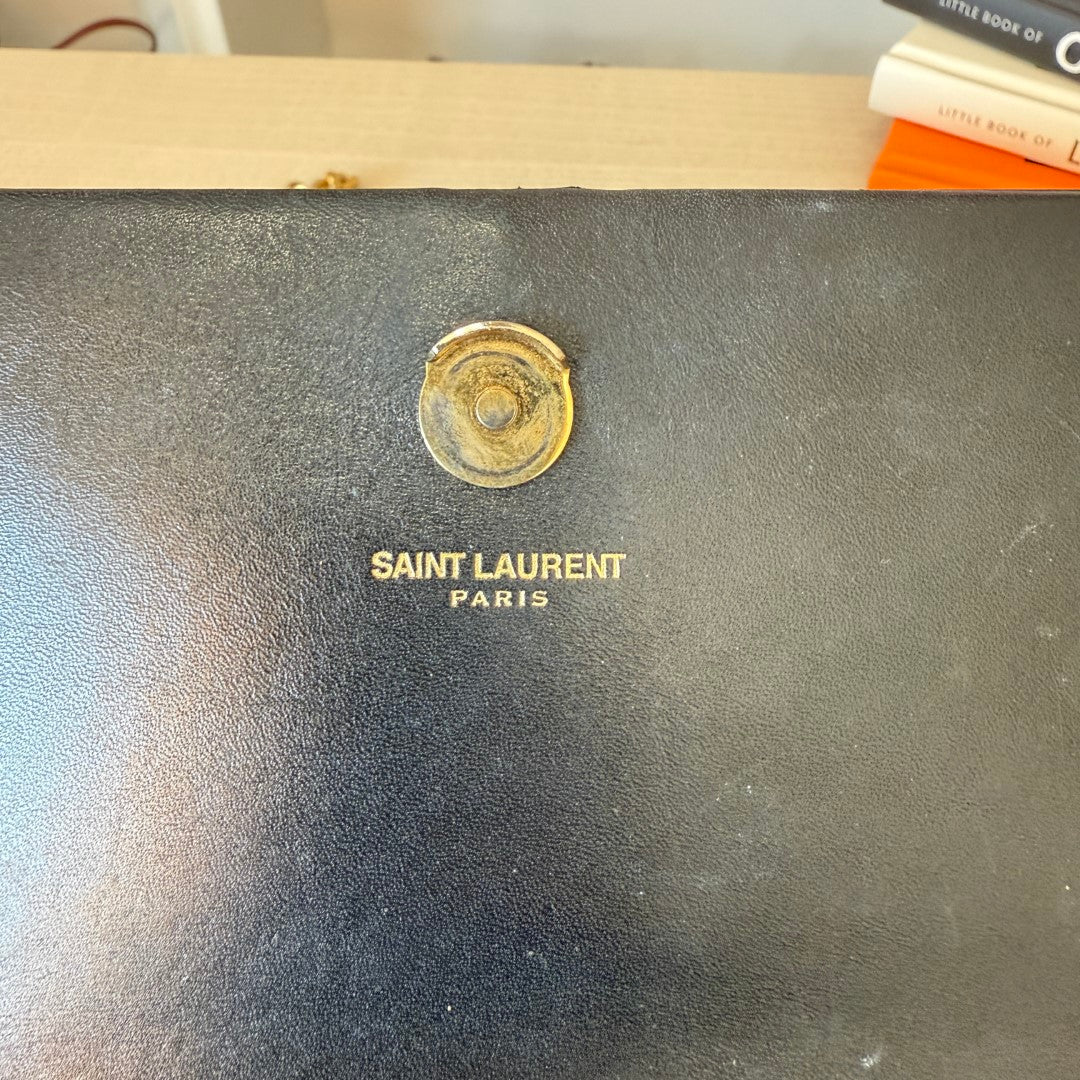 LITTLE BOOK OF
LITTLE BOOK OF
SAINT LAURENT
PARIS